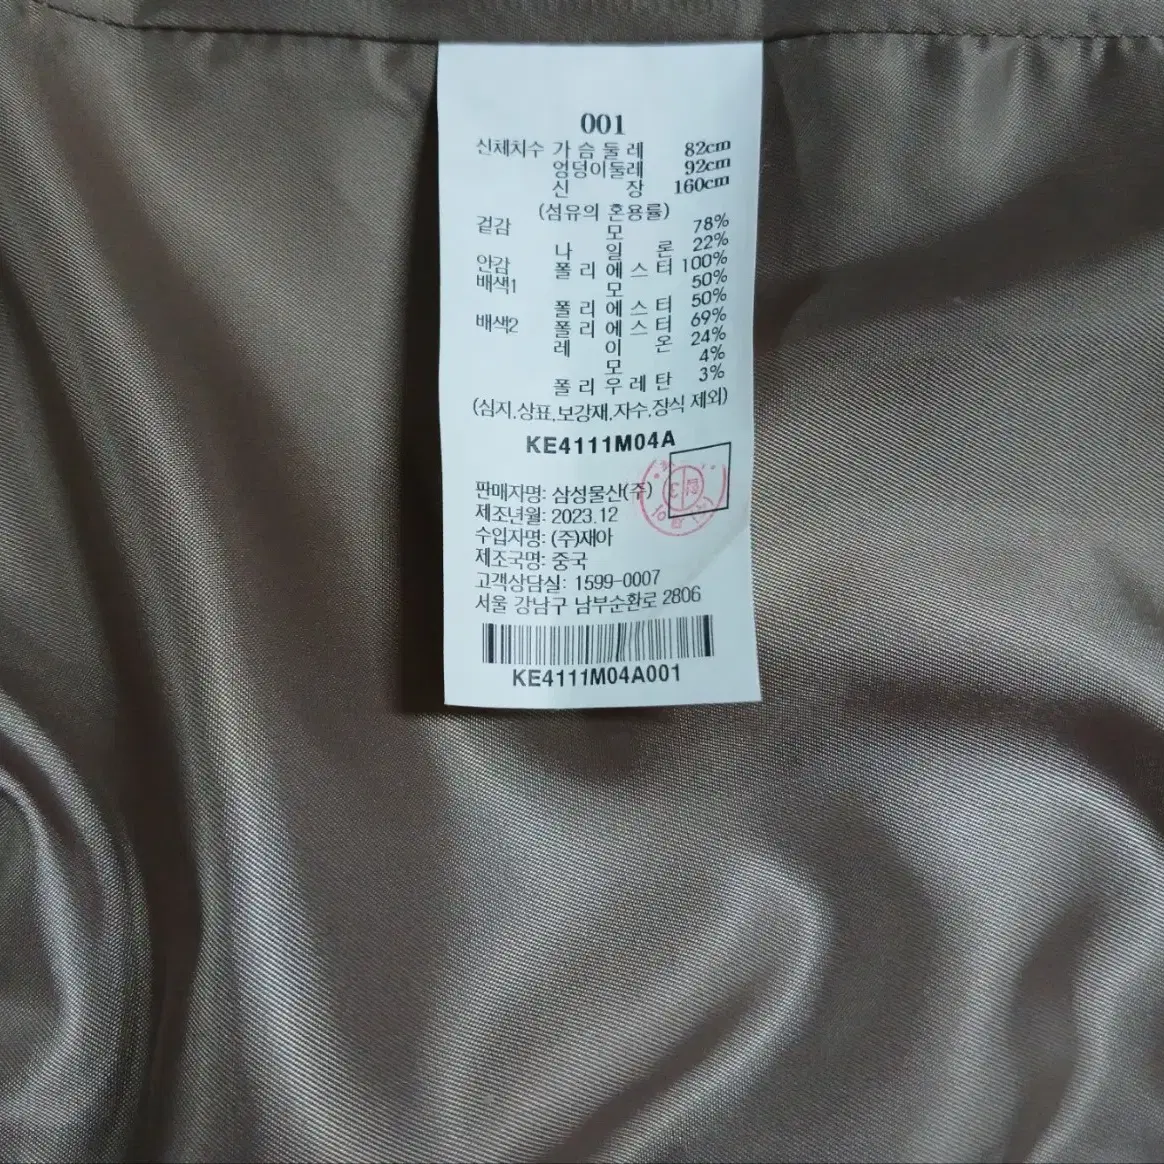 001
신체치수 가슴둘레 82cm
엉덩이둘레 92cm
신 장 160cm
(섬유의 혼용률)
겉감 모 78%
나일론 22%
안감 폴리에스터 100%
배색1 모 50%
폴리에스터 50%
배색2 폴리에스터 69%
레이온 24%
모 4%
폴리우레탄 3%
(심지,상표,보강재,자수,장식 제외)
KE4111M04A
판매자명: 삼성물산(주)
제조년월: 2023.12
수입자명: (주)재아
제조국명: 중국
고객상담실: 1599-0007
서울 강남구 남부순환로 2806
KE4111M04A001